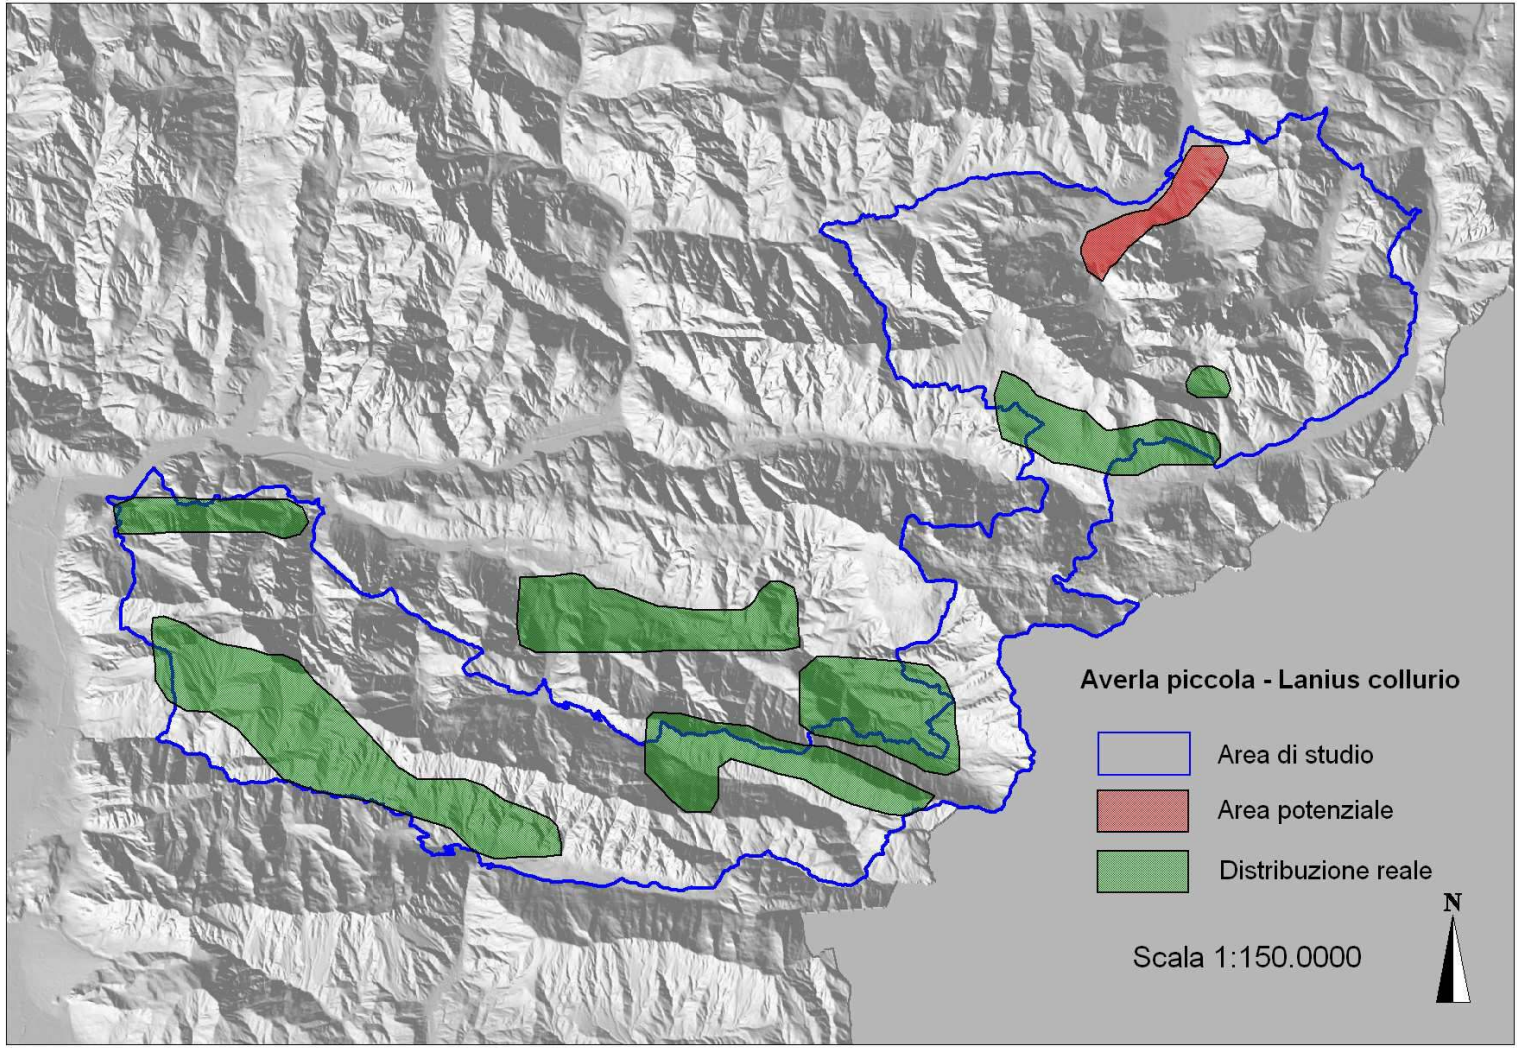 Averla piccola - Lanius collurio
Area di studio
Area potenziale
Distribuzione reale
N
Scala 1:150.0000